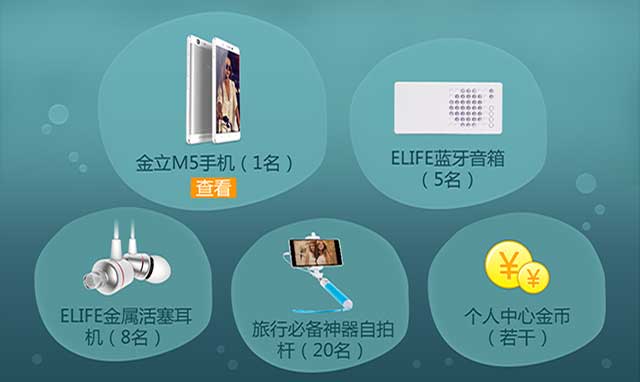 金立M5手机（1名）
查看
ELIFE蓝牙音箱
（5名）
ELIFE金属活塞耳
机（8名）
旅行必备神器自拍
杆（20名）
¥ ¥
个人中心金币
（若干）